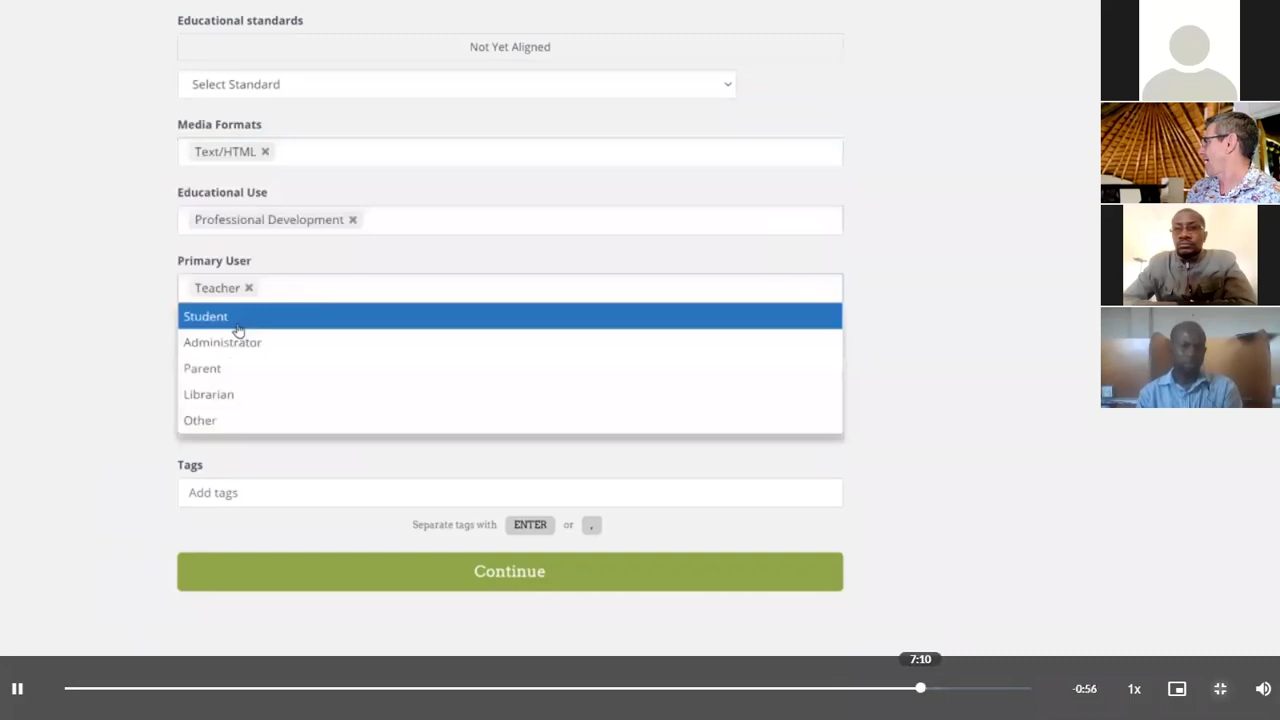 Educational standards
Not Yet Aligned
Select Standard
Media Formats
Text/HTML ×
Educational Use
Professional Development ×
Primary User
Teacher ×
Student
Administrator
Parent
Librarian
Other
Tags
Add tags
Separate tags with ENTER or ,
Continue
7:10
-0:56 1x